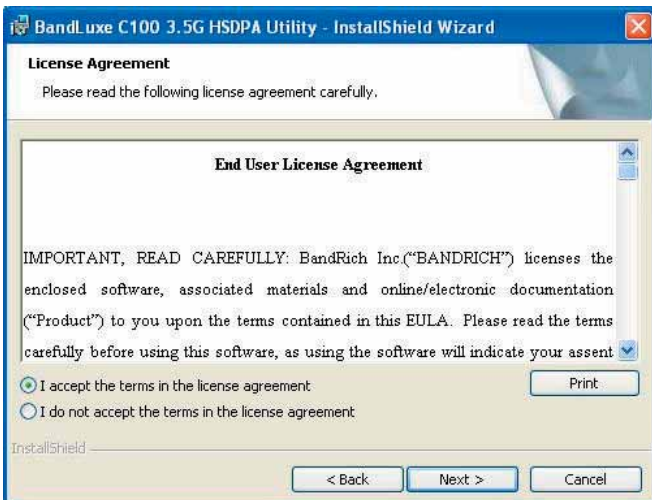 BandLuxe C100 3.5G HSDPA Utility - InstallShield Wizard
License Agreement
Please read the following license agreement carefully.
End User License Agreement
IMPORTANT, READ CAREFULLY: BandRich Inc.(“BANDRICH”) licenses the
enclosed software, associated materials and online/electronic documentation
(“Product”) to you upon the terms contained in this EULA. Please read the terms
carefully before using this software, as using the software will indicate your assent
I accept the terms in the license agreement
Print
I do not accept the terms in the license agreement
InstallShield
< Back
Next >
Cancel